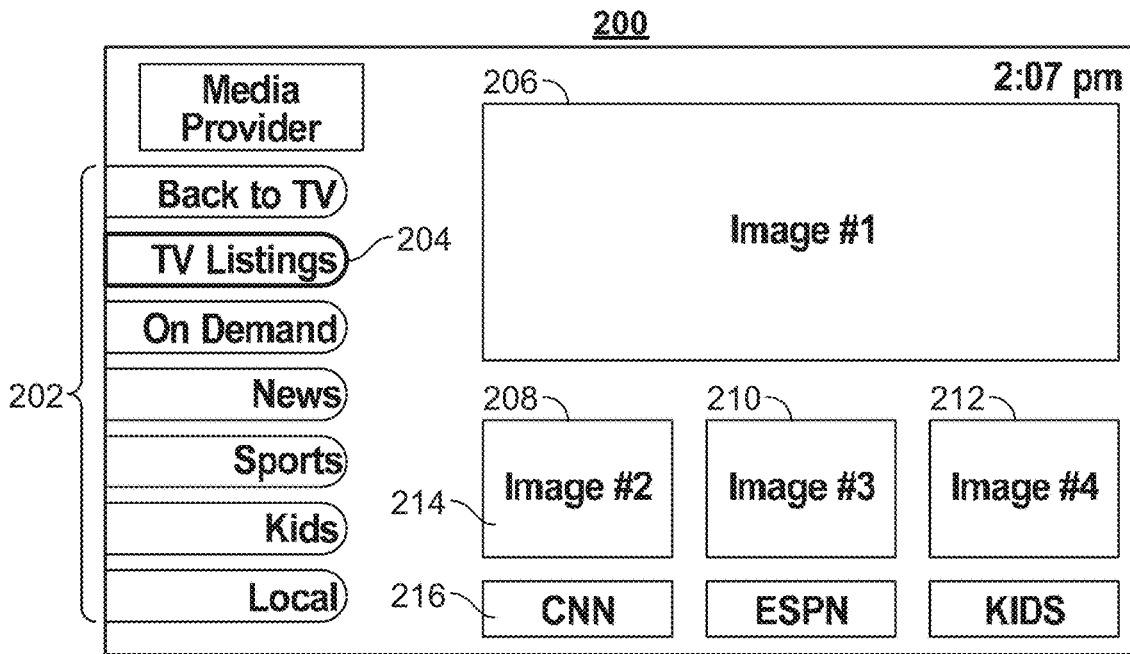 200
2:07 pm
Media
Provider
206
Back to TV
TV Listings
204
Image #1
On Demand
202
News
208
210
212
Sports
Image #2
Image #3
Image #4
214
Kids
Local
216
CNN
ESPN
KIDS